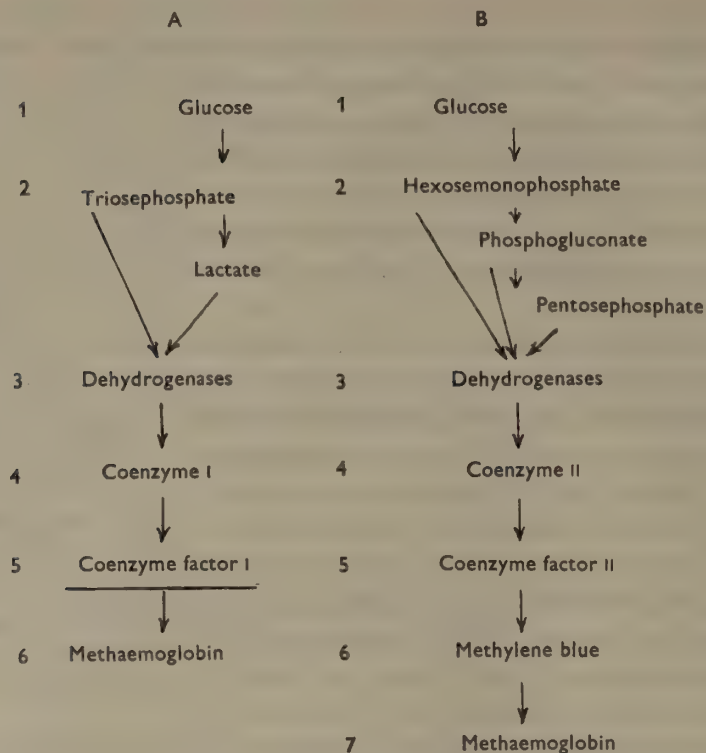 A B
1 Glucose 1 Glucose
2 Triosephosphate 2 Hexosemonophosphate
Phosphogluconate
Lactate
Pentosephosphate
3 Dehydrogenases 3 Dehydrogenases
4 Coenzyme I 4 Coenzyme II
5 Coenzyme factor I 5 Coenzyme factor II
6 Methaemoglobin 6 Methylene blue
7 Methaemoglobin